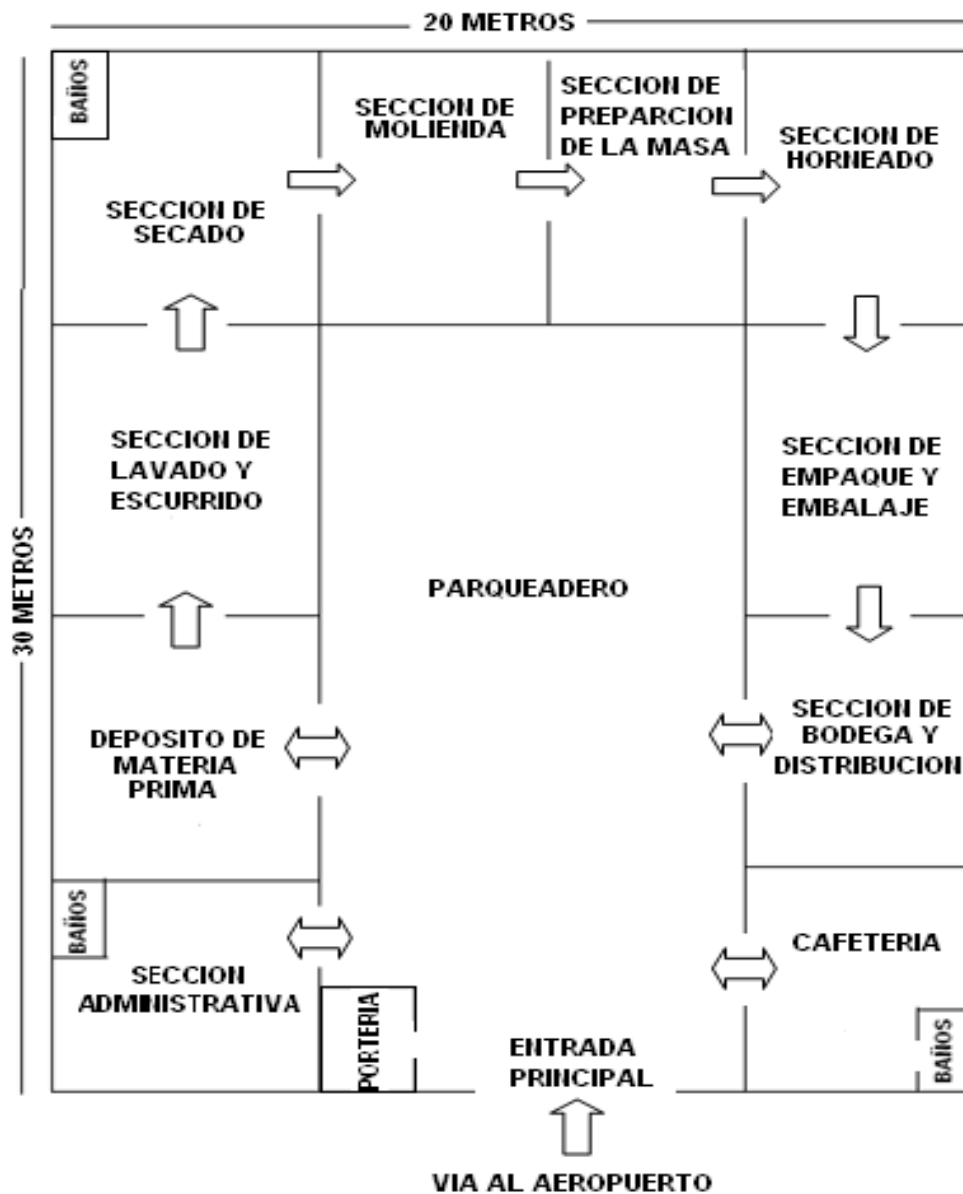 20 METROS
BAÑOS
SECCION DE
MOLIENDA
SECCION DE
PREPARCION
DE LA MASA
SECCION DE
HORNEADO
SECCION DE
SECADO
SECCION DE
LAVADO Y
ESCURRIDO
SECCION DE
EMPAQUE Y
EMBALAJE
30 METROS
PARQUEADERO
DEPOSITO DE
MATERIA
PRIMA
SECCION DE
BODEGA Y
DISTRIBUCION
BAÑOS
SECCION
ADMINISTRATIVA
CAFETERIA
PORTERIA
ENTRADA
PRINCIPAL
BAÑOS
VIA AL AEROPUERTO